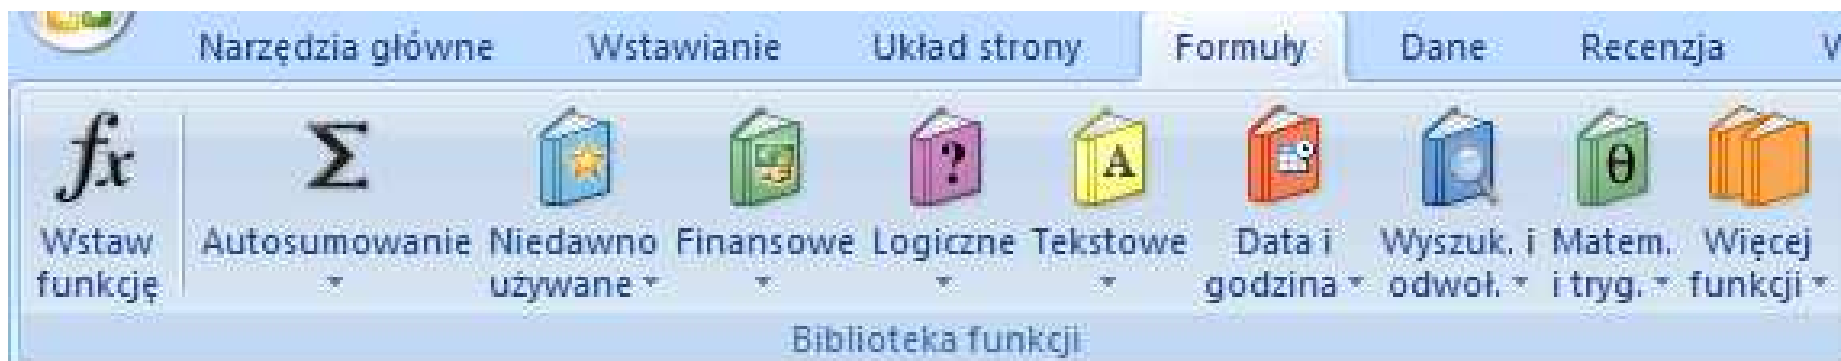 Narzędzia główne Wstawianie Układ strony Formuły Dane Recenzja
fx Σ ? A θ
Wstaw funkcję
Autosumowanie
Niedawno używane
Finansowe
Logiczne
Tekstowe
Data i godzina
Wyszuk. i odwoł.
Matem. i tryg.
Więcej funkcji
Biblioteka funkcji